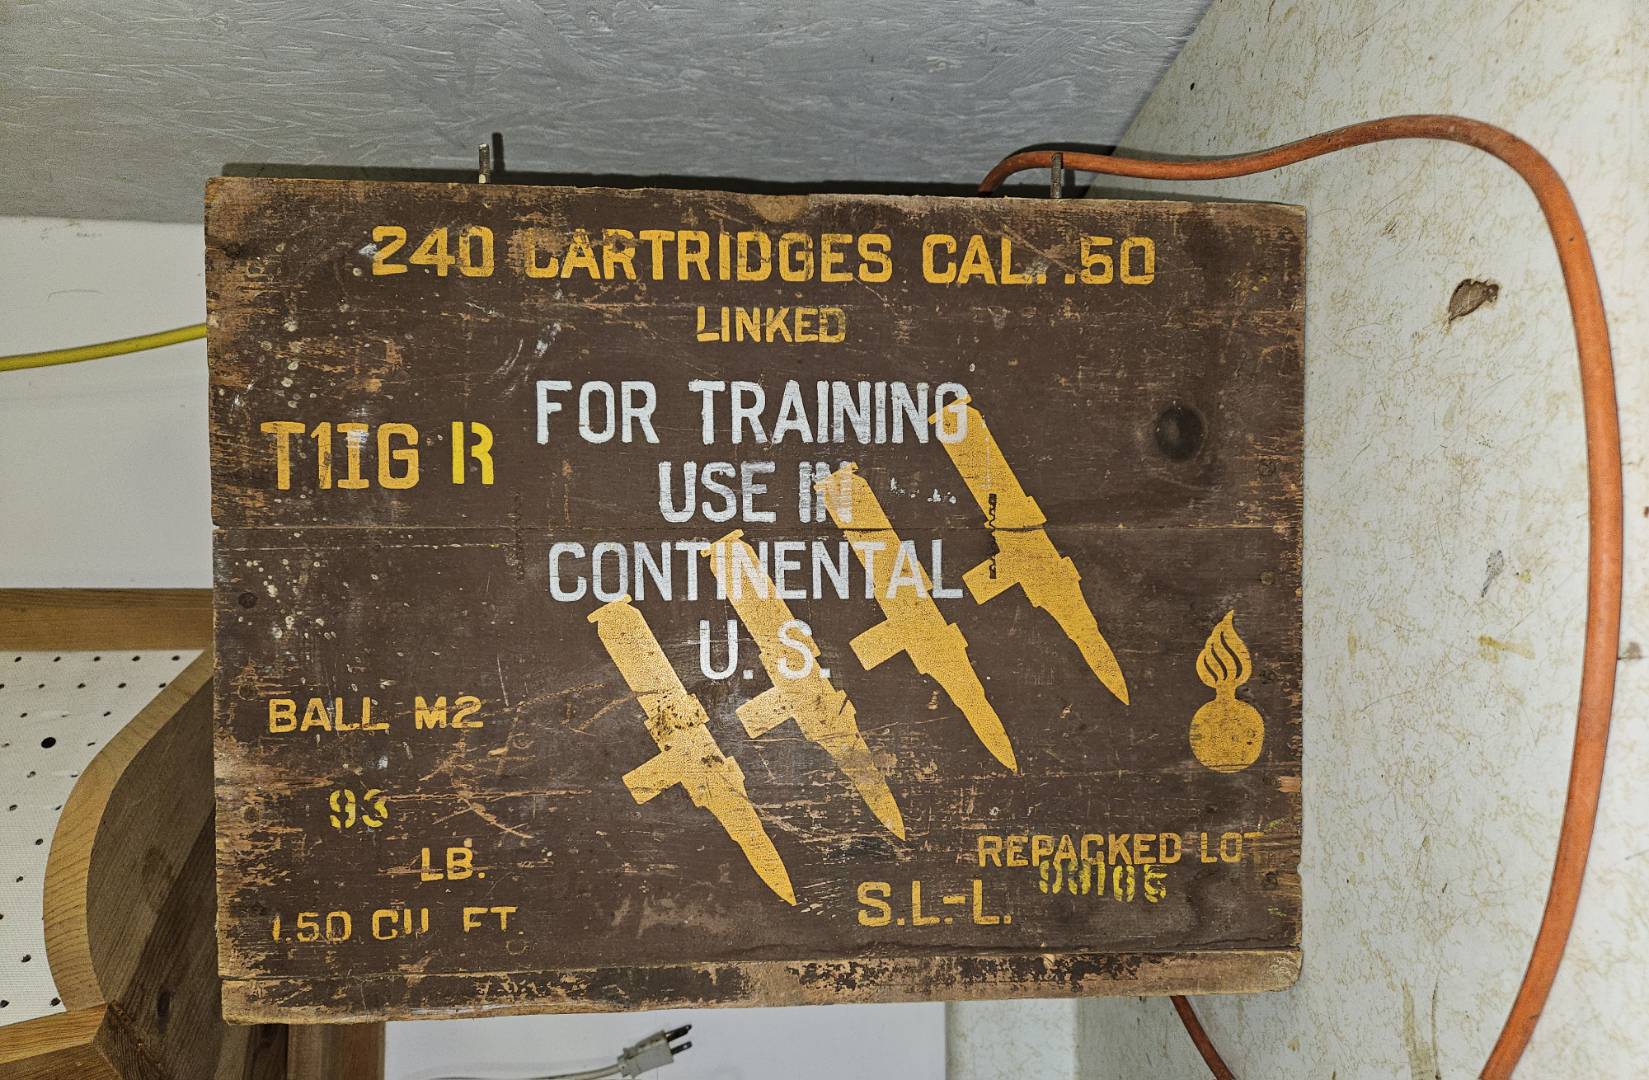 240 CARTRIDGES CAL. .50
LINKED
FOR TRAINING
USE IN
CONTINENTAL
U. S.
T1IG R
BALL M2
93
LB.
1.50 CU. FT.
REPACKED LOT
S.L.-L.